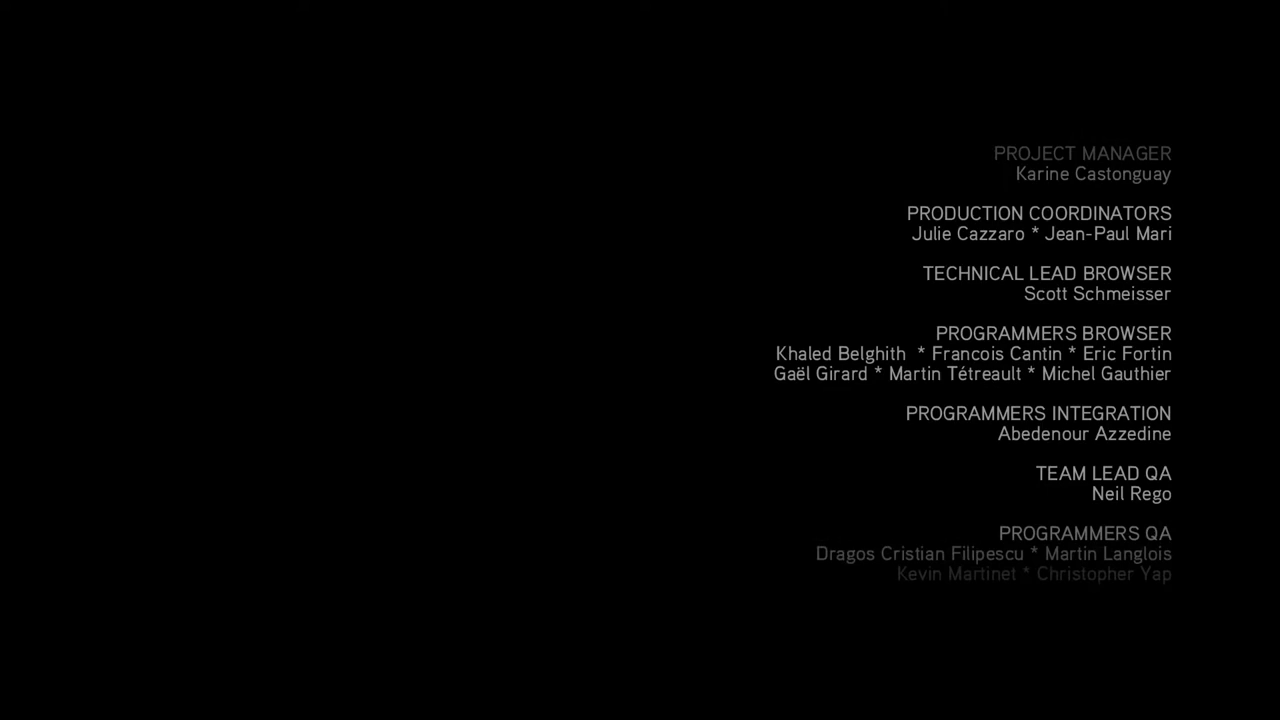 PROJECT MANAGER
Karine Castonguay
PRODUCTION COORDINATORS
Julie Cazzaro * Jean-Paul Mari
TECHNICAL LEAD BROWSER
Scott Schmeisser
PROGRAMMERS BROWSER
Khaled Belghith * Francois Cantin * Eric Fortin
Gaël Girard * Martin Tétreault * Michel Gauthier
PROGRAMMERS INTEGRATION
Abedenour Azzedine
TEAM LEAD QA
Neil Rego
PROGRAMMERS QA
Dragos Cristian Filipescu * Martin Langlois
Kevin Martinet * Christopher Yap